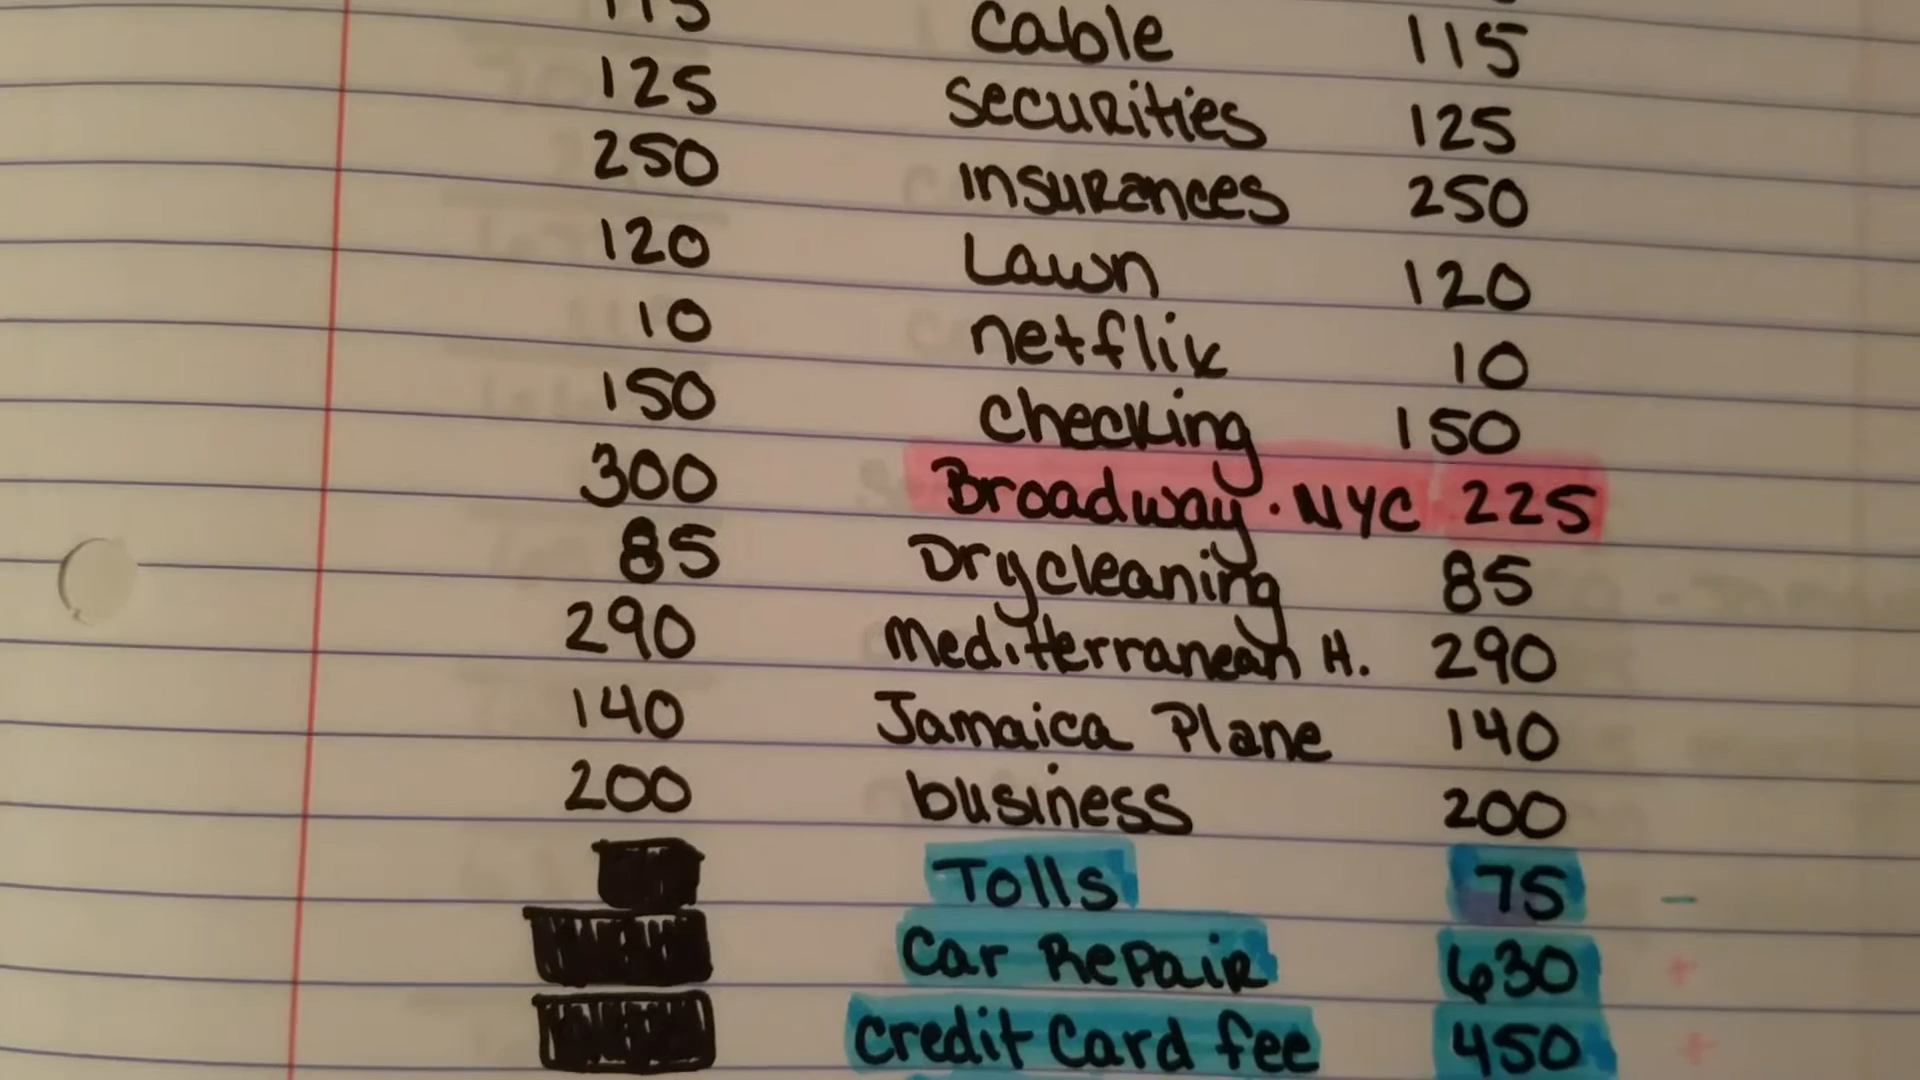 115 Cable 115
125 Securities 125
250 Insurances 250
120 Lawn 120
10 netflix 10
150 Checking 150
300 Broadway · NYC 225
85 Drycleaning 85
290 Mediterranean H. 290
140 Jamaica Plane 140
200 business 200
Tolls 75 -
Car Repair 630 +
Credit Card fee 450 +